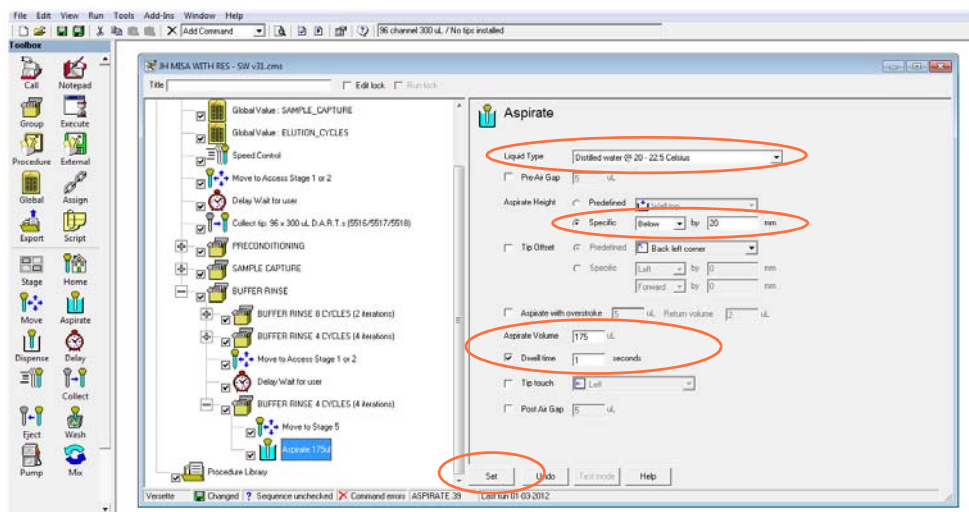 File Edit View Run Tools Add-Ins Window Help
Add Command
96 channel 300 uL / No tips installed
Toolbox
Call
Notepad
Group
Execute
Procedure
External
Global
Assign
Export
Script
Stage
Home
Move
Aspirate
Dispense
Delay
Collect
Eject
Wash
Pump
Mix
JH MISA WITH RES - SW v31.cms
Title
Edit lock
Run lock
Global Value : SAMPLE_CAPTURE
Global Value : ELUTION_CYCLES
Speed Control
Move to Access Stage 1 or 2
Delay Wait for user
Collect tip: 96 x 300 uL D.A.R.T.s (5516/5517/5518)
PRECONDITIONING
SAMPLE CAPTURE
BUFFER RINSE
BUFFER RINSE 8 CYCLES (2 iterations)
BUFFER RINSE 4 CYCLES (4 iterations)
Move to Access Stage 1 or 2
Delay Wait for user
BUFFER RINSE 4 CYCLES (4 iterations)
Move to Stage 5
Aspirate 175ul
Procedure Library
Aspirate
Liquid Type Distilled water @ 20 - 22.5 Celsius
Pre Air Gap 5 uL
Aspirate Height Predefined Well top
Specific Below by 20 mm
Tip Offset Predefined Back left corner
Specific Left by 0 mm
Forward by 0 mm
Aspirate with overstroke 5 uL Return volume 2 uL
Aspirate Volume 175 uL
Dwell time 1 seconds
Tip touch Left
Post Air Gap 5 uL
Set Undo Test mode Help
Versette Changed ? Sequence unchecked Command errors ASPIRATE.39 Last run 01-03-2012